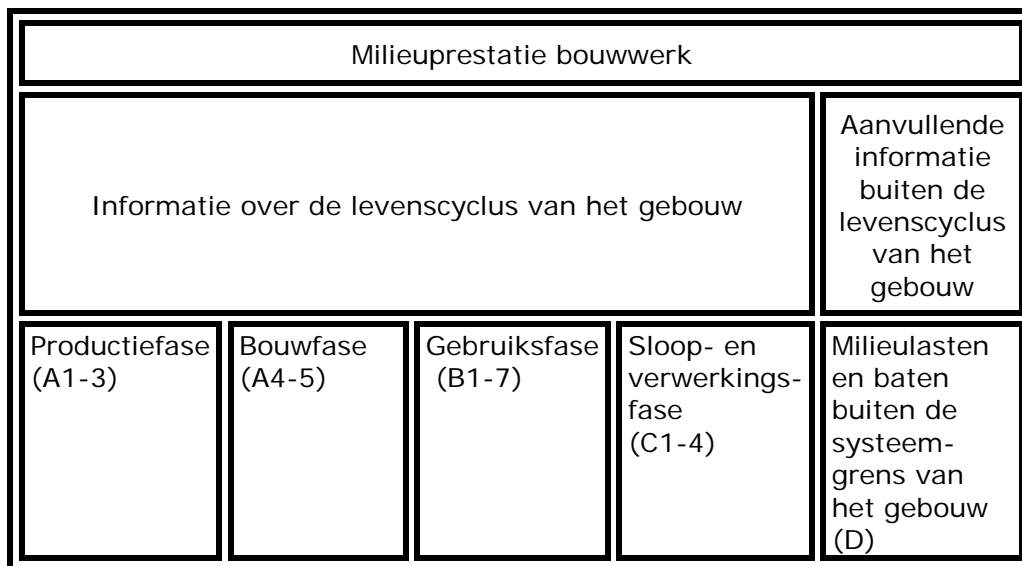 Milieuprestatie bouwwerk
Informatie over de levenscyclus van het gebouw
Aanvullende
informatie
buiten de
levenscyclus
van het
gebouw
Productiefase
(A1-3)
Bouwfase
(A4-5)
Gebruiksfase
(B1-7)
Sloop- en
verwerkings-
fase
(C1-4)
Milieulasten
en baten
buiten de
systeem-
grens van
het gebouw
(D)